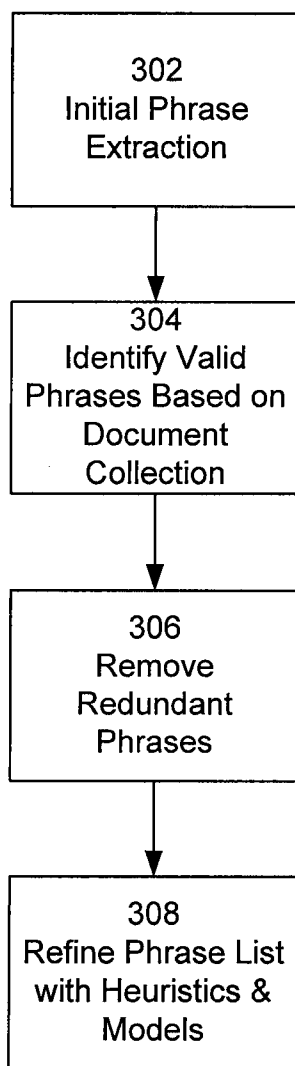 302
Initial Phrase
Extraction
304
Identify Valid
Phrases Based on
Document
Collection
306
Remove
Redundant
Phrases
308
Refine Phrase List
with Heuristics &
Models